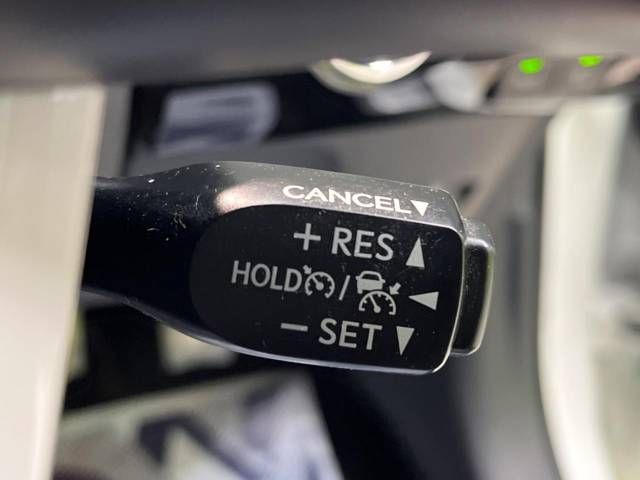 CANCEL▼
+ RES ▲
HOLD / ◀
− SET ▼